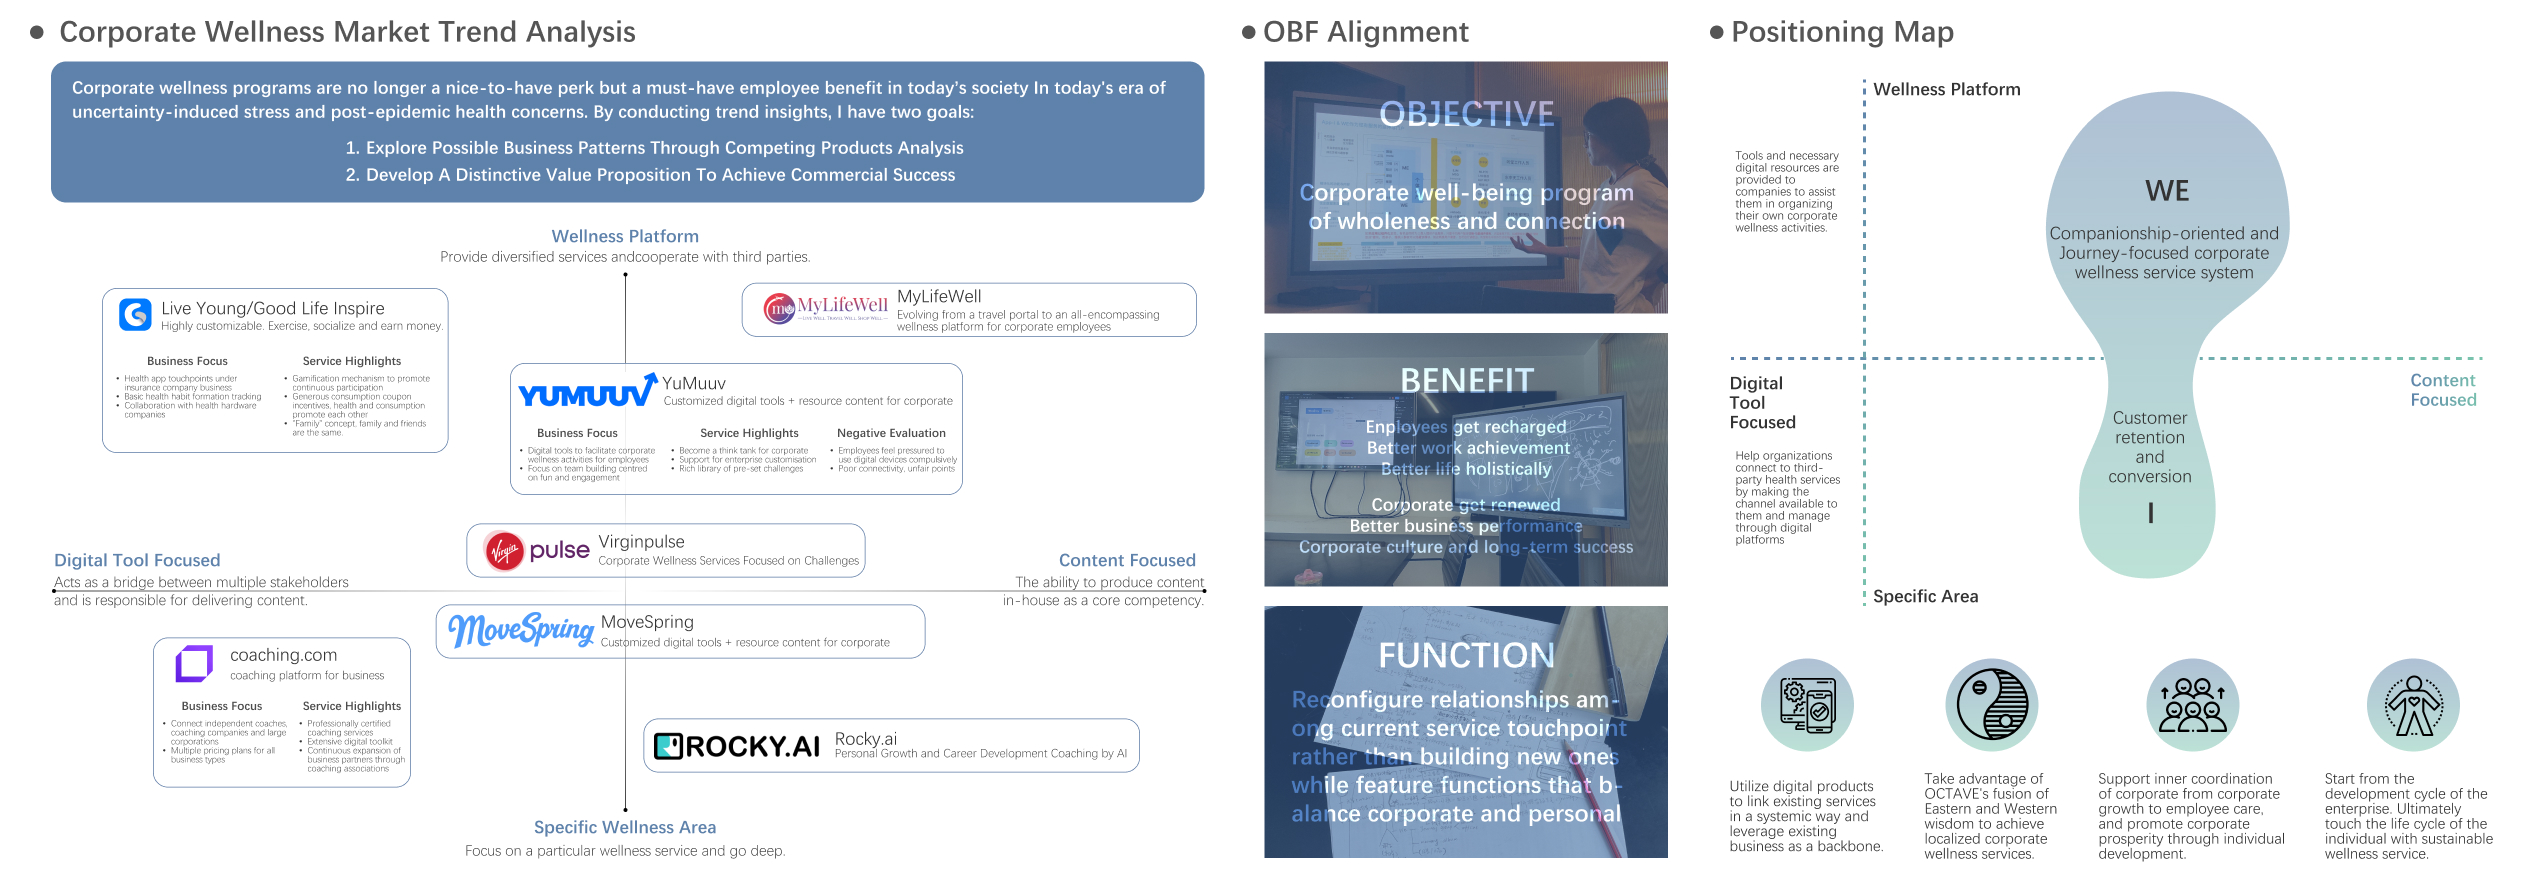 Corporate Wellness Market Trend Analysis
Corporate wellness programs are no longer a nice-to-have perk but a must-have employee benefit in today's society In today's era of
uncertainty-induced stress and post-epidemic health concerns. By conducting trend insights, I have two goals:
1. Explore Possible Business Patterns Through Competing Products Analysis
2. Develop A Distinctive Value Proposition To Achieve Commercial Success
Wellness Platform
Provide diversified services andcooperate with third parties.
Live Young/Good Life Inspire
Highly customizable. Exercise, socialize and earn money.
Business Focus
• Health app touchpoints under
insurance company business
• Basic health habit formation tracking
• Collaboration with health hardware
companies
Service Highlights
• Gamification mechanism to promote
continuous participation
• Generous consumption coupon
incentives, health and consumption
promote each other
• "Family" concept, family and friends
are the same.
MyLifeWell
LIVE WELL. TRAVEL WELL. SHOP WELL
MyLifeWell
Evolving from a travel portal to an all-encompassing
wellness platform for corporate employees
YUMUUV
YuMuuv
Customized digital tools + resource content for corporate
Business Focus
• Digital tools to facilitate corporate
wellness activities for employees
• Focus on team building centred
on fun and engagement
Service Highlights
• Become a think tank for corporate
• Support for enterprise customisation
• Rich library of pre-set challenges
Negative Evaluation
• Employees feel pressured to
use digital devices compulsively
• Poor connectivity, unfair points
Virgin pulse
Virginpulse
Corporate Wellness Services Focused on Challenges
Digital Tool Focused
Acts as a bridge between multiple stakeholders
and is responsible for delivering content.
Content Focused
The ability to produce content
in-house as a core competency.
MoveSpring
MoveSpring
Customized digital tools + resource content for corporate
coaching.com
coaching platform for business
Business Focus
• Connect independent coaches,
coaching companies and large
corporations
• Multiple pricing plans for all
business types
Service Highlights
• Professionally certified
coaching services
• Extensive digital toolkit
• Continuous expansion of
business partners through
coaching associations
ROCKY.AI
Rocky.ai
Personal Growth and Career Development Coaching by AI
Specific Wellness Area
Focus on a particular wellness service and go deep.
OBF Alignment
OBJECTIVE
Corporate well-being program
of wholeness and connection
BENEFIT
Enployees get recharged
Better work achievement
Better life holistically
Corporate get renewed
Better business performance
Corporate culture and long-term success
FUNCTION
Reconfigure relationships am-
ong current service touchpoint
rather than building new ones
while feature functions that b-
alance corporate and personal
Positioning Map
Wellness Platform
Tools and necessary
digital resources are
provided to
companies to assist
them in organizing
their own corporate
wellness activities.
WE
Companionship-oriented and
Journey-focused corporate
wellness service system
Digital
Tool
Focused
Content
Focused
Help organizations
connect to third-
party health services
by making the
channel available to
them and manage
through digital
platforms
Customer
retention
and
conversion
I
Specific Area
Utilize digital products
to link existing services
in a systemic way and
leverage existing
business as a backbone.
Take advantage of
OCTAVE's fusion of
Eastern and Western
wisdom to achieve
localized corporate
wellness services.
Support inner coordination
of corporate from corporate
growth to employee care,
and promote corporate
prosperity through individual
development.
Start from the
development cycle of the
enterprise. Ultimately
touch the life cycle of the
individual with sustainable
wellness service.